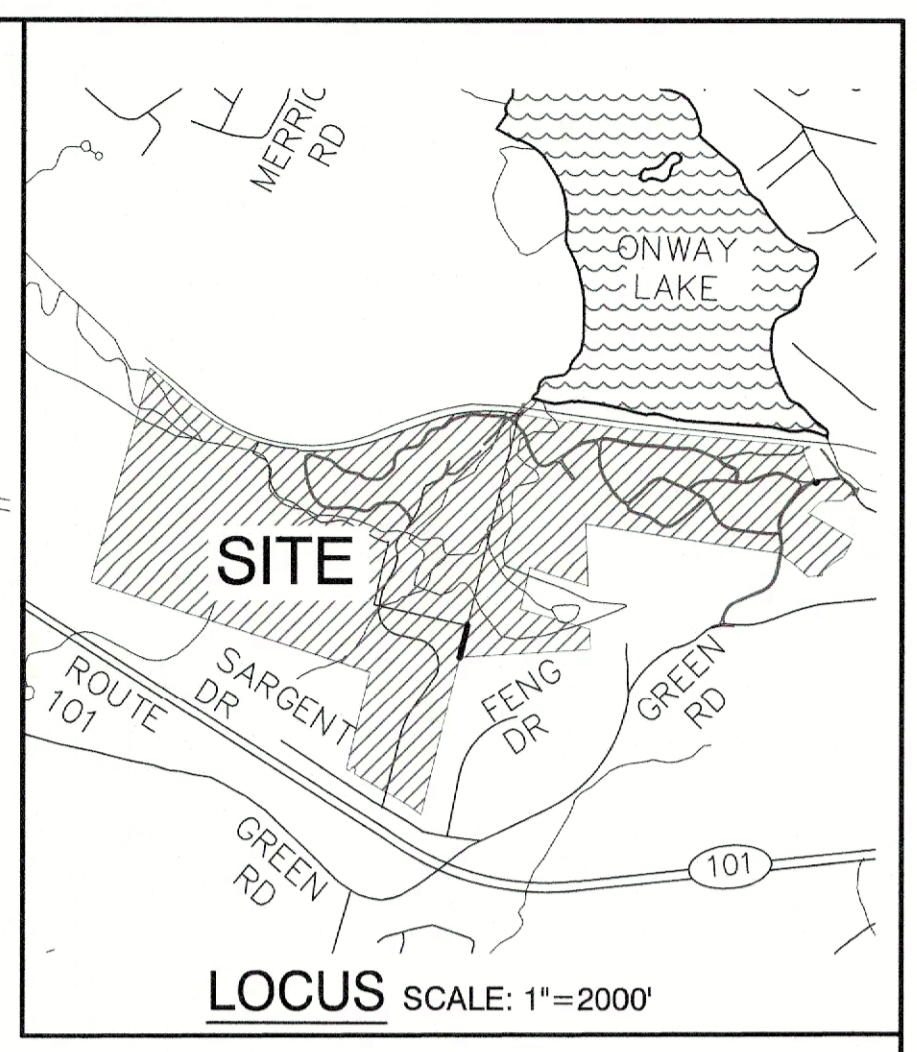 MERRIC
RD
ONWAY
LAKE
SITE
ROUTE
101
SARGENT
DR
FENG
DR
GREEN
RD
GREEN
RD
101
LOCUS SCALE: 1"=2000'